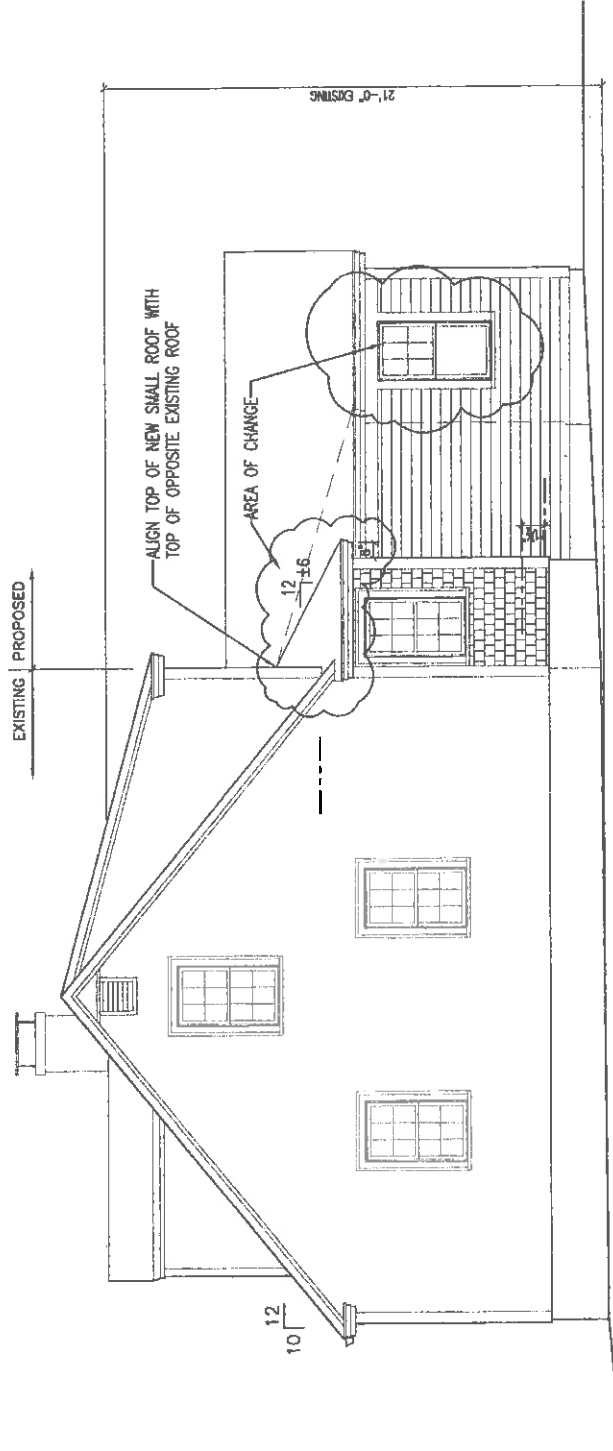 EXISTING
PROPOSED
ALIGN TOP OF NEW SMALL ROOF WITH
TOP OF OPPOSITE EXISTING ROOF
AREA OF CHANGE
12
±6
8"
21'-0" EXISTING
12
10